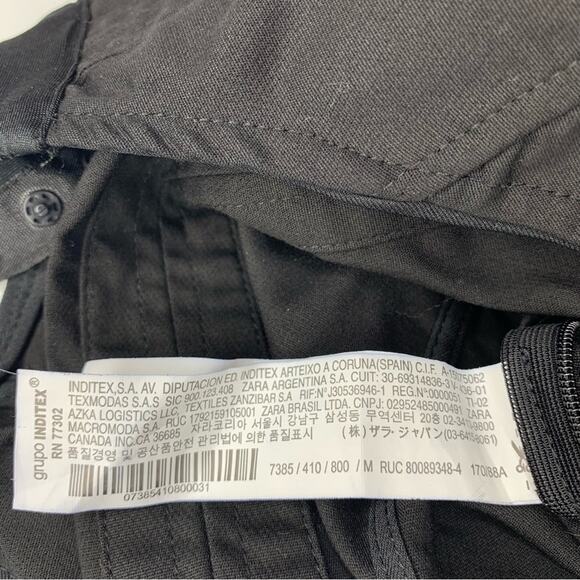 grupo INDITEX®
RN 77302
INDITEX,S.A. AV. DIPUTACION ED. INDITEX ARTEIXO A CORUNA(SPAIN) C.I.F. A-15075062
TEXMODAS S.A.S SIC 900.123.408 ZARA ARGENTINA S.A. CUIT: 30-69314836-3
AZKA LOGISTICS LLC, TEXTILES ZANZIBAR S.A RIF:N°J30536946-1 REG:N°000051
MACROMODA S.A. RÚC 1792159105001 ZARA BRASIL LTDA. CNPJ.: 02952485000491
CANADA INC.CA 36685 자라코리아 서울시 강남구 삼성동 무역센타 20층
품질경영 및 공산품안전 관리법에 의한 품질표시 (株) ザラ・ジャパン
7385 / 410 / 800 / M RUC 80089348-4 170/88A
07385410800031